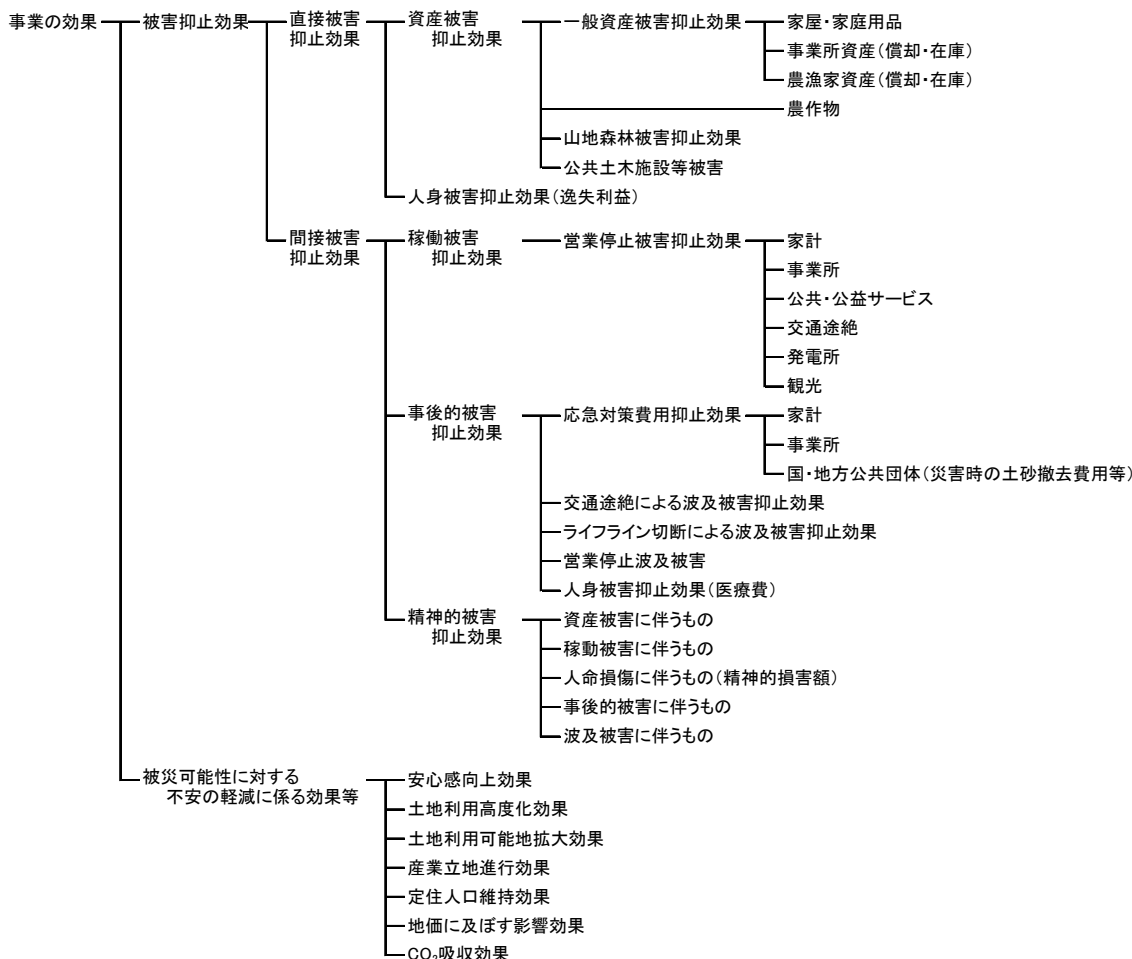 事業の効果
被害抑止効果
直接被害
抑止効果
資産被害
抑止効果
一般資産被害抑止効果
家屋・家庭用品
事業所資産(償却・在庫)
農漁家資産(償却・在庫)
農作物
山地森林被害抑止効果
公共土木施設等被害
人身被害抑止効果(逸失利益)
間接被害
抑止効果
稼働被害
抑止効果
営業停止被害抑止効果
家計
事業所
公共・公益サービス
交通途絶
発電所
観光
事後的被害
抑止効果
応急対策費用抑止効果
家計
事業所
国・地方公共団体(災害時の土砂撤去費用等)
交通途絶による波及被害抑止効果
ライフライン切断による波及被害抑止効果
営業停止波及被害
人身被害抑止効果(医療費)
精神的被害
抑止効果
資産被害に伴うもの
稼動被害に伴うもの
人命損傷に伴うもの(精神的損害額)
事後的被害に伴うもの
波及被害に伴うもの
被災可能性に対する
不安の軽減に係る効果等
安心感向上効果
土地利用高度化効果
土地利用可能地拡大効果
産業立地進行効果
定住人口維持効果
地価に及ぼす影響効果
CO₂吸収効果